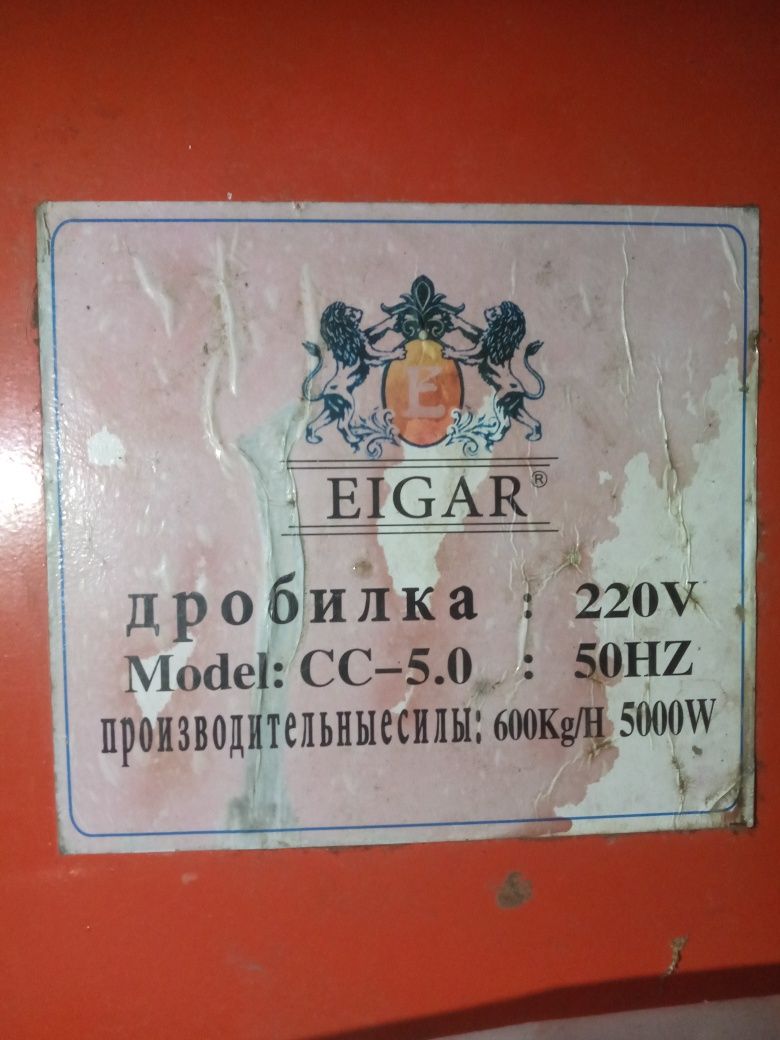 E
EIGAR®
дробилка : 220V
Model: CC-5.0 : 50HZ
производительныесилы: 600Kg/H 5000W